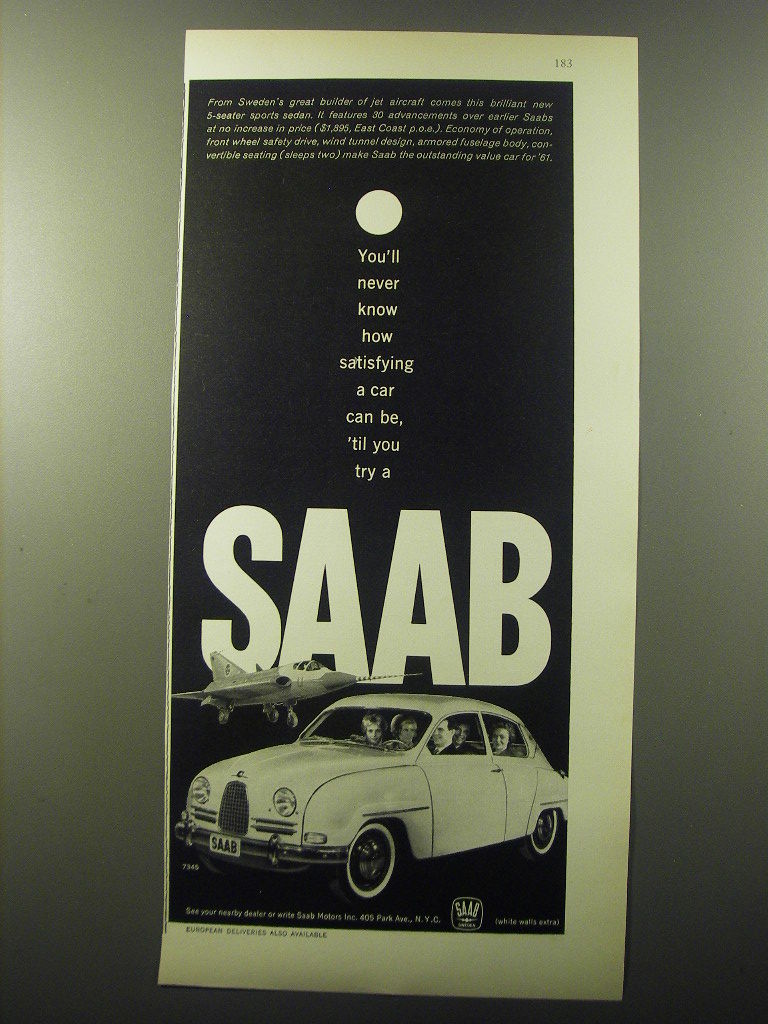 183
From Sweden's great builder of jet aircraft comes this brilliant new
5-seater sports sedan. It features 30 advancements over earlier Saabs
at no increase in price ($1,895, East Coast p.o.e.). Economy of operation,
front wheel safety drive, wind tunnel design, armored fuselage body, con-
vertible seating (sleeps two) make Saab the outstanding value car for '61.
You'll
never
know
how
satisfying
a car
can be,
'til you
try a
SAAB
SAAB
7345
See your nearby dealer or write Saab Motors Inc. 405 Park Ave., N.Y.C.
SAAB
SWEDEN
(white walls extra)
EUROPEAN DELIVERIES ALSO AVAILABLE